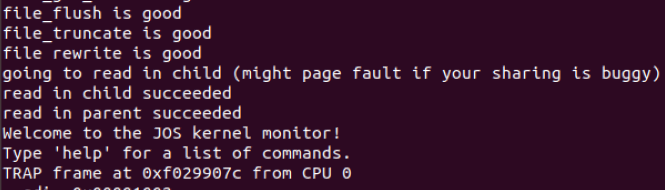 file_flush is good
file_truncate is good
file rewrite is good
going to read in child (might page fault if your sharing is buggy)
read in child succeeded
read in parent succeeded
Welcome to the JOS kernel monitor!
Type 'help' for a list of commands.
TRAP frame at 0xf029907c from CPU 0